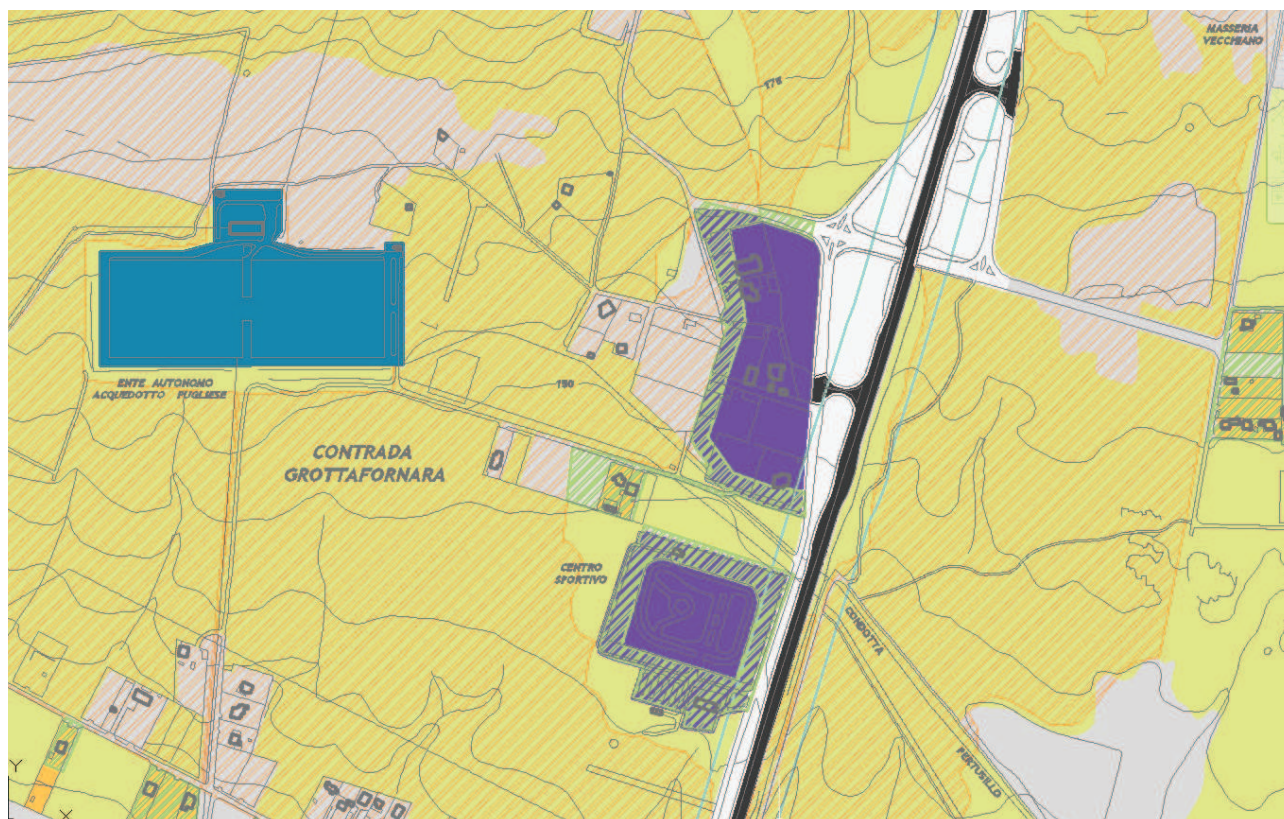 MASSERIA
VECCHIANO
175
ENTE AUTONOMO
ACQUEDOTTO PUGLIESE
150
CONTRADA
GROTTAFORNARA
CENTRO
SPORTIVO
CONDOTTA
PERTUSILLO
Y
X